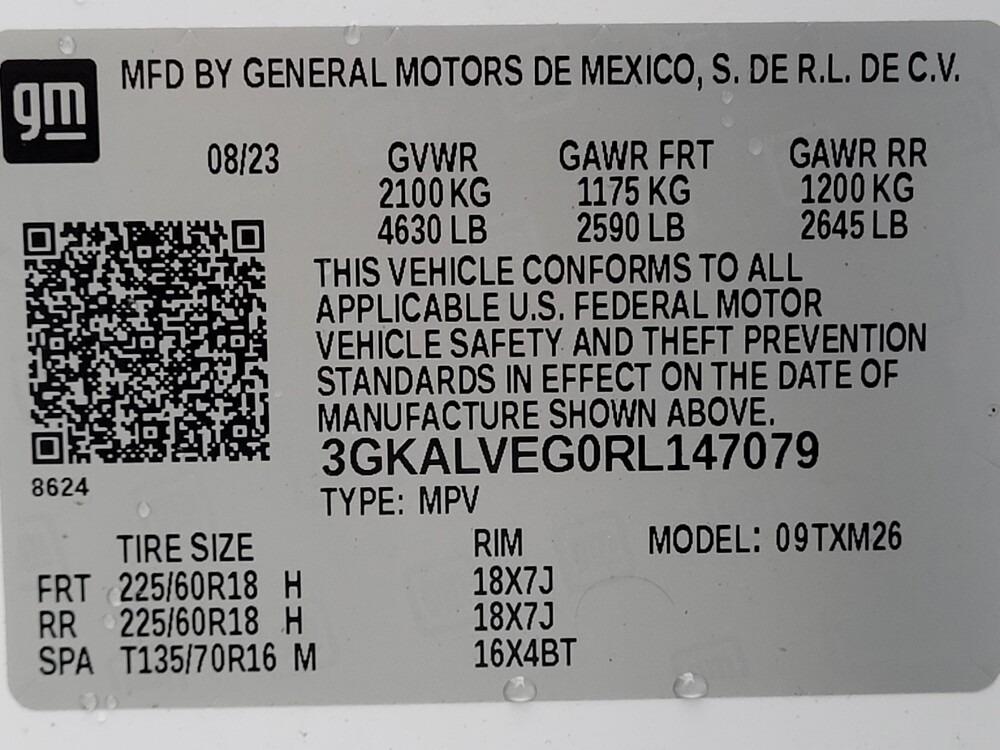 gm
MFD BY GENERAL MOTORS DE MEXICO, S. DE R.L. DE C.V.
08/23 GVWR GAWR FRT GAWR RR
2100 KG 1175 KG 1200 KG
4630 LB 2590 LB 2645 LB
THIS VEHICLE CONFORMS TO ALL
APPLICABLE U.S. FEDERAL MOTOR
VEHICLE SAFETY AND THEFT PREVENTION
STANDARDS IN EFFECT ON THE DATE OF
MANUFACTURE SHOWN ABOVE.
3GKALVEG0RL147079
8624
TYPE: MPV
TIRE SIZE RIM MODEL: 09TXM26
FRT 225/60R18 H 18X7J
RR 225/60R18 H 18X7J
SPA T135/70R16 M 16X4BT